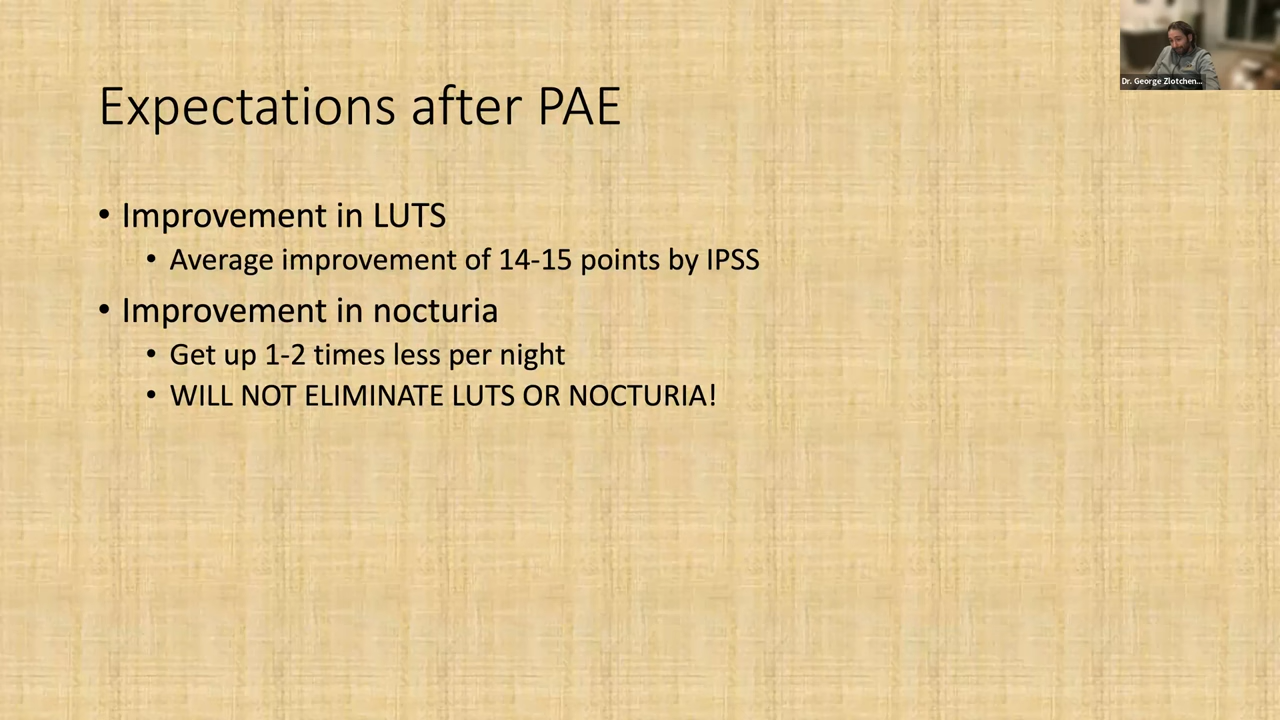 Dr. George Zlotchen...
Expectations after PAE
• Improvement in LUTS
• Average improvement of 14-15 points by IPSS
• Improvement in nocturia
• Get up 1-2 times less per night
• WILL NOT ELIMINATE LUTS OR NOCTURIA!